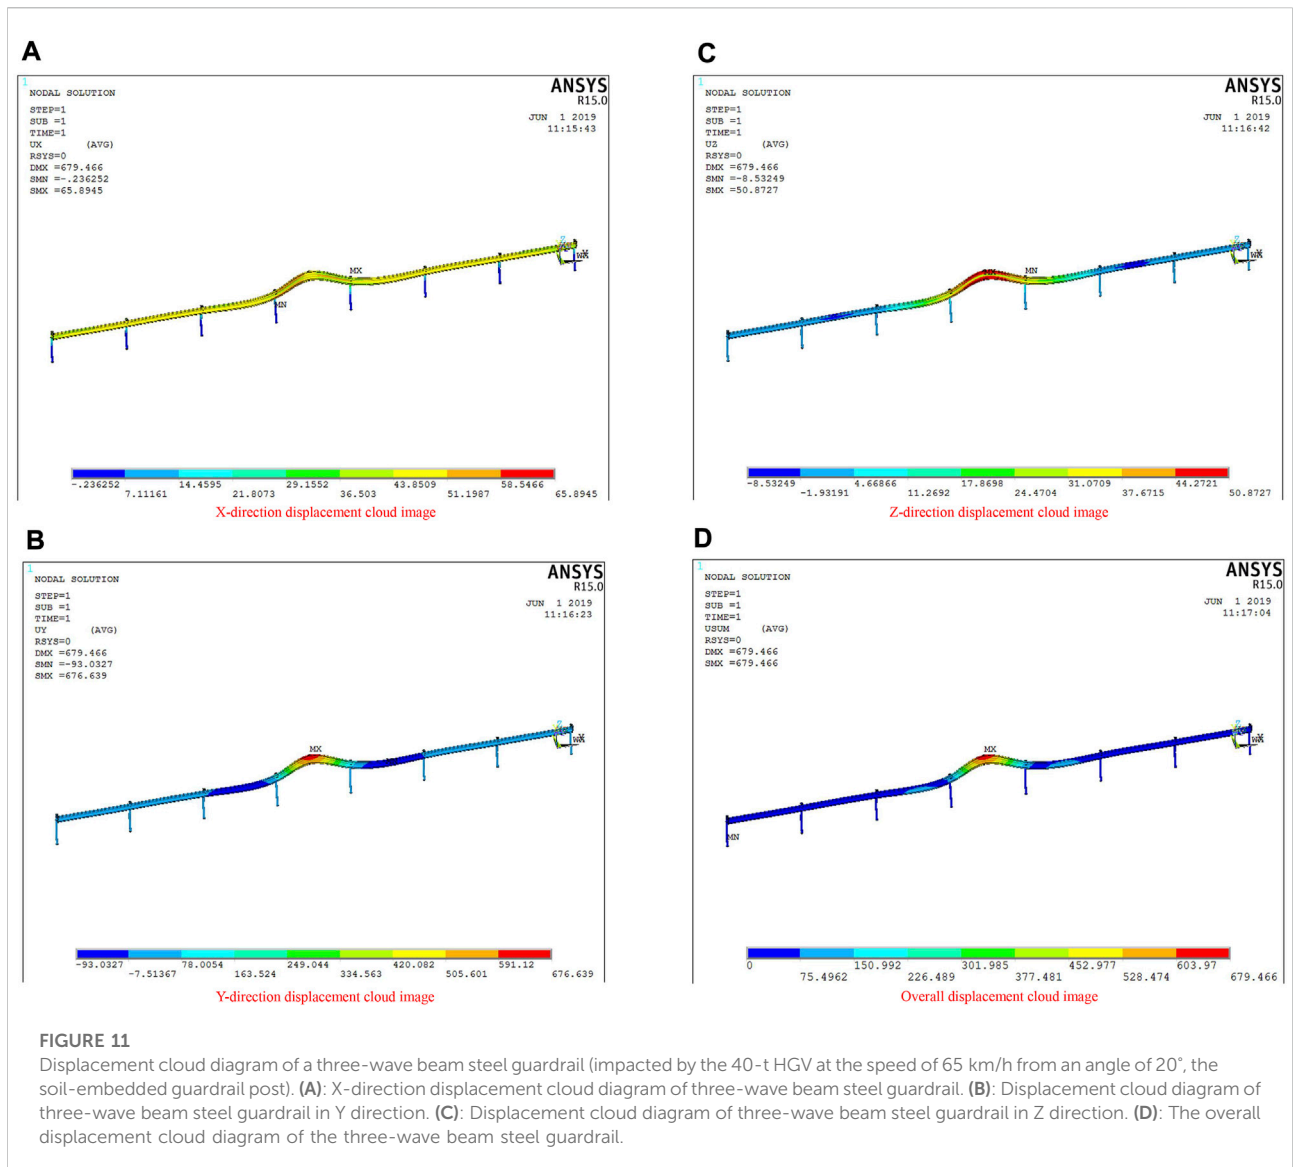 A
1
ANSYS
R15.0
NODAL SOLUTION
STEP=1
SUB =1
TIME=1
UX (AVG)
RSYS=0
DMX =679.466
SMN =-.236252
SMX =65.8945
JUN 1 2019
11:15:43
MX
MN
Z
-.236252 14.4595 29.1552 43.8509 58.5466
7.11161 21.8073 36.503 51.1987 65.8945
X-direction displacement cloud image
C
1
ANSYS
R15.0
NODAL SOLUTION
STEP=1
SUB =1
TIME=1
UZ (AVG)
RSYS=0
DMX =679.466
SMN =-8.53249
SMX =50.8727
JUN 1 2019
11:16:42
MX
MN
Z
-8.53249 4.66866 17.8698 31.0709 44.2721
-1.93191 11.2692 24.4704 37.6715 50.8727
Z-direction displacement cloud image
B
1
ANSYS
R15.0
NODAL SOLUTION
STEP=1
SUB =1
TIME=1
UY (AVG)
RSYS=0
DMX =679.466
SMN =-93.0327
SMX =676.639
JUN 1 2019
11:16:23
MX
Z
-93.0327 78.0054 249.044 420.082 591.12
-7.51367 163.524 334.563 505.601 676.639
Y-direction displacement cloud image
D
1
ANSYS
R15.0
NODAL SOLUTION
STEP=1
SUB =1
TIME=1
USUM (AVG)
RSYS=0
DMX =679.466
SMX =679.466
JUN 1 2019
11:17:04
MX
MN
Z
0 150.992 301.985 452.977 603.97
75.4962 226.489 377.481 528.474 679.466
Overall displacement cloud image
FIGURE 11
Displacement cloud diagram of a three-wave beam steel guardrail (impacted by the 40-t HGV at the speed of 65 km/h from an angle of 20°, the
soil-embedded guardrail post). (A): X-direction displacement cloud diagram of three-wave beam steel guardrail. (B): Displacement cloud diagram of
three-wave beam steel guardrail in Y direction. (C): Displacement cloud diagram of three-wave beam steel guardrail in Z direction. (D): The overall
displacement cloud diagram of the three-wave beam steel guardrail.